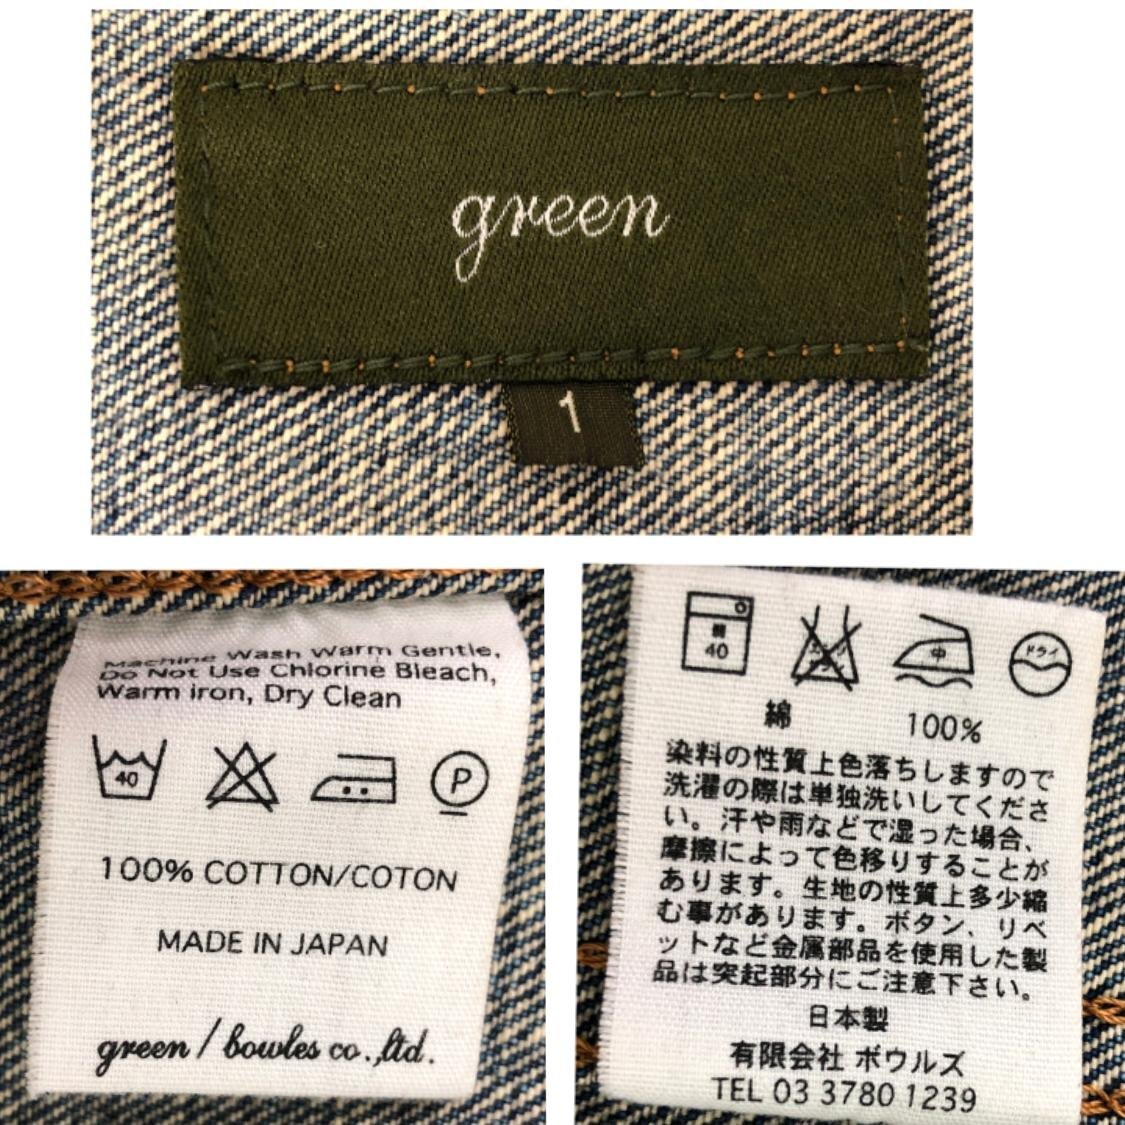 green
1
Machine Wash Warm Gentle,
Do Not Use Chlorine Bleach,
Warm iron, Dry Clean
40
P
100% COTTON/COTON
MADE IN JAPAN
green / bowles co.,ltd.
40 中 ドライ
綿 100%
染料の性質上色落ちしますので
洗濯の際は単独洗いしてくださ
い。汗や雨などで湿った場合、
摩擦によって色移りすることが
あります。生地の性質上多少縮
む事があります。ボタン、リベ
ットなど金属部品を使用した製
品は突起部分にご注意下さい。
日本製
有限会社 ボウルズ
TEL 03 3780 1239